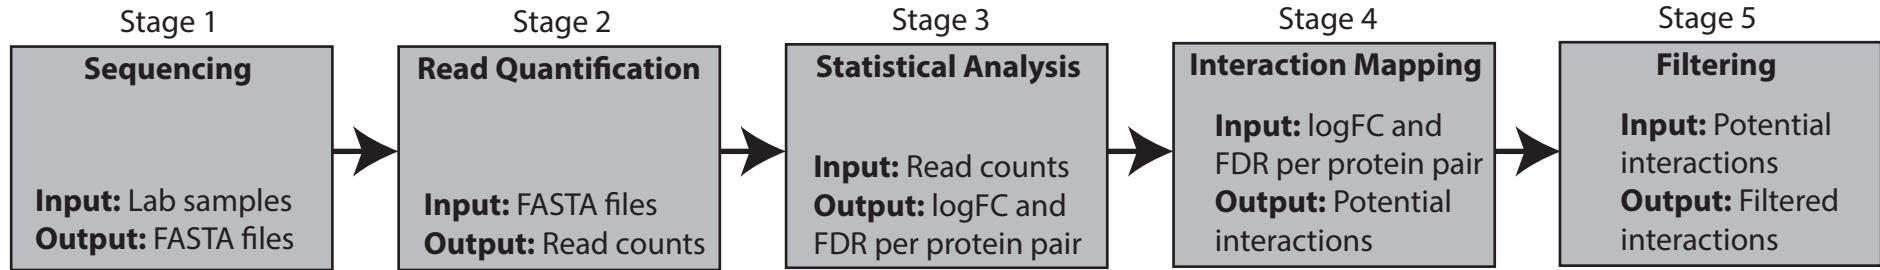 Stage 1
Sequencing
Input: Lab samples
Output: FASTA files
Stage 2
Read Quantification
Input: FASTA files
Output: Read counts
Stage 3
Statistical Analysis
Input: Read counts
Output: logFC and
FDR per protein pair
Stage 4
Interaction Mapping
Input: logFC and
FDR per protein pair
Output: Potential
interactions
Stage 5
Filtering
Input: Potential
interactions
Output: Filtered
interactions